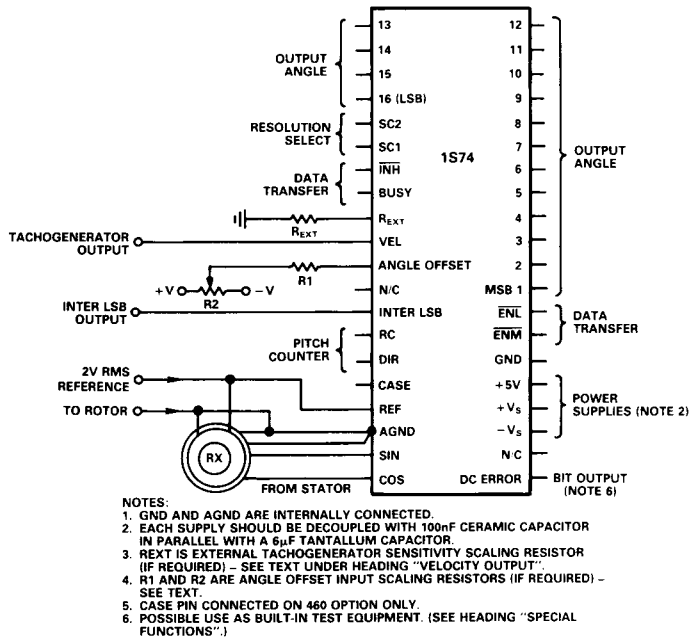 13
14
15
16 (LSB)
OUTPUT
ANGLE
SC2
SC1
RESOLUTION
SELECT
INH
BUSY
DATA
TRANSFER
REXT
REXT
TACHOGENERATOR
OUTPUT
VEL
ANGLE OFFSET
R1
+V
R2
-V
N/C
INTER LSB
OUTPUT
INTER LSB
RC
DIR
PITCH
COUNTER
2V RMS
REFERENCE
CASE
TO ROTOR
REF
AGND
RX
SIN
FROM STATOR
COS
1S74
12
11
10
9
8
7
6
5
4
3
2
MSB 1
OUTPUT
ANGLE
ENL
ENM
DATA
TRANSFER
GND
+5V
+VS
-VS
POWER
SUPPLIES (NOTE 2)
N/C
DC ERROR
BIT OUTPUT
(NOTE 6)
NOTES:
1. GND AND AGND ARE INTERNALLY CONNECTED.
2. EACH SUPPLY SHOULD BE DECOUPLED WITH 100nF CERAMIC CAPACITOR
IN PARALLEL WITH A 6μF TANTALLUM CAPACITOR.
3. REXT IS EXTERNAL TACHOGENERATOR SENSITIVITY SCALING RESISTOR
(IF REQUIRED) – SEE TEXT UNDER HEADING "VELOCITY OUTPUT".
4. R1 AND R2 ARE ANGLE OFFSET INPUT SCALING RESISTORS (IF REQUIRED) –
SEE TEXT.
5. CASE PIN CONNECTED ON 460 OPTION ONLY.
6. POSSIBLE USE AS BUILT-IN TEST EQUIPMENT. (SEE HEADING "SPECIAL
FUNCTIONS".)